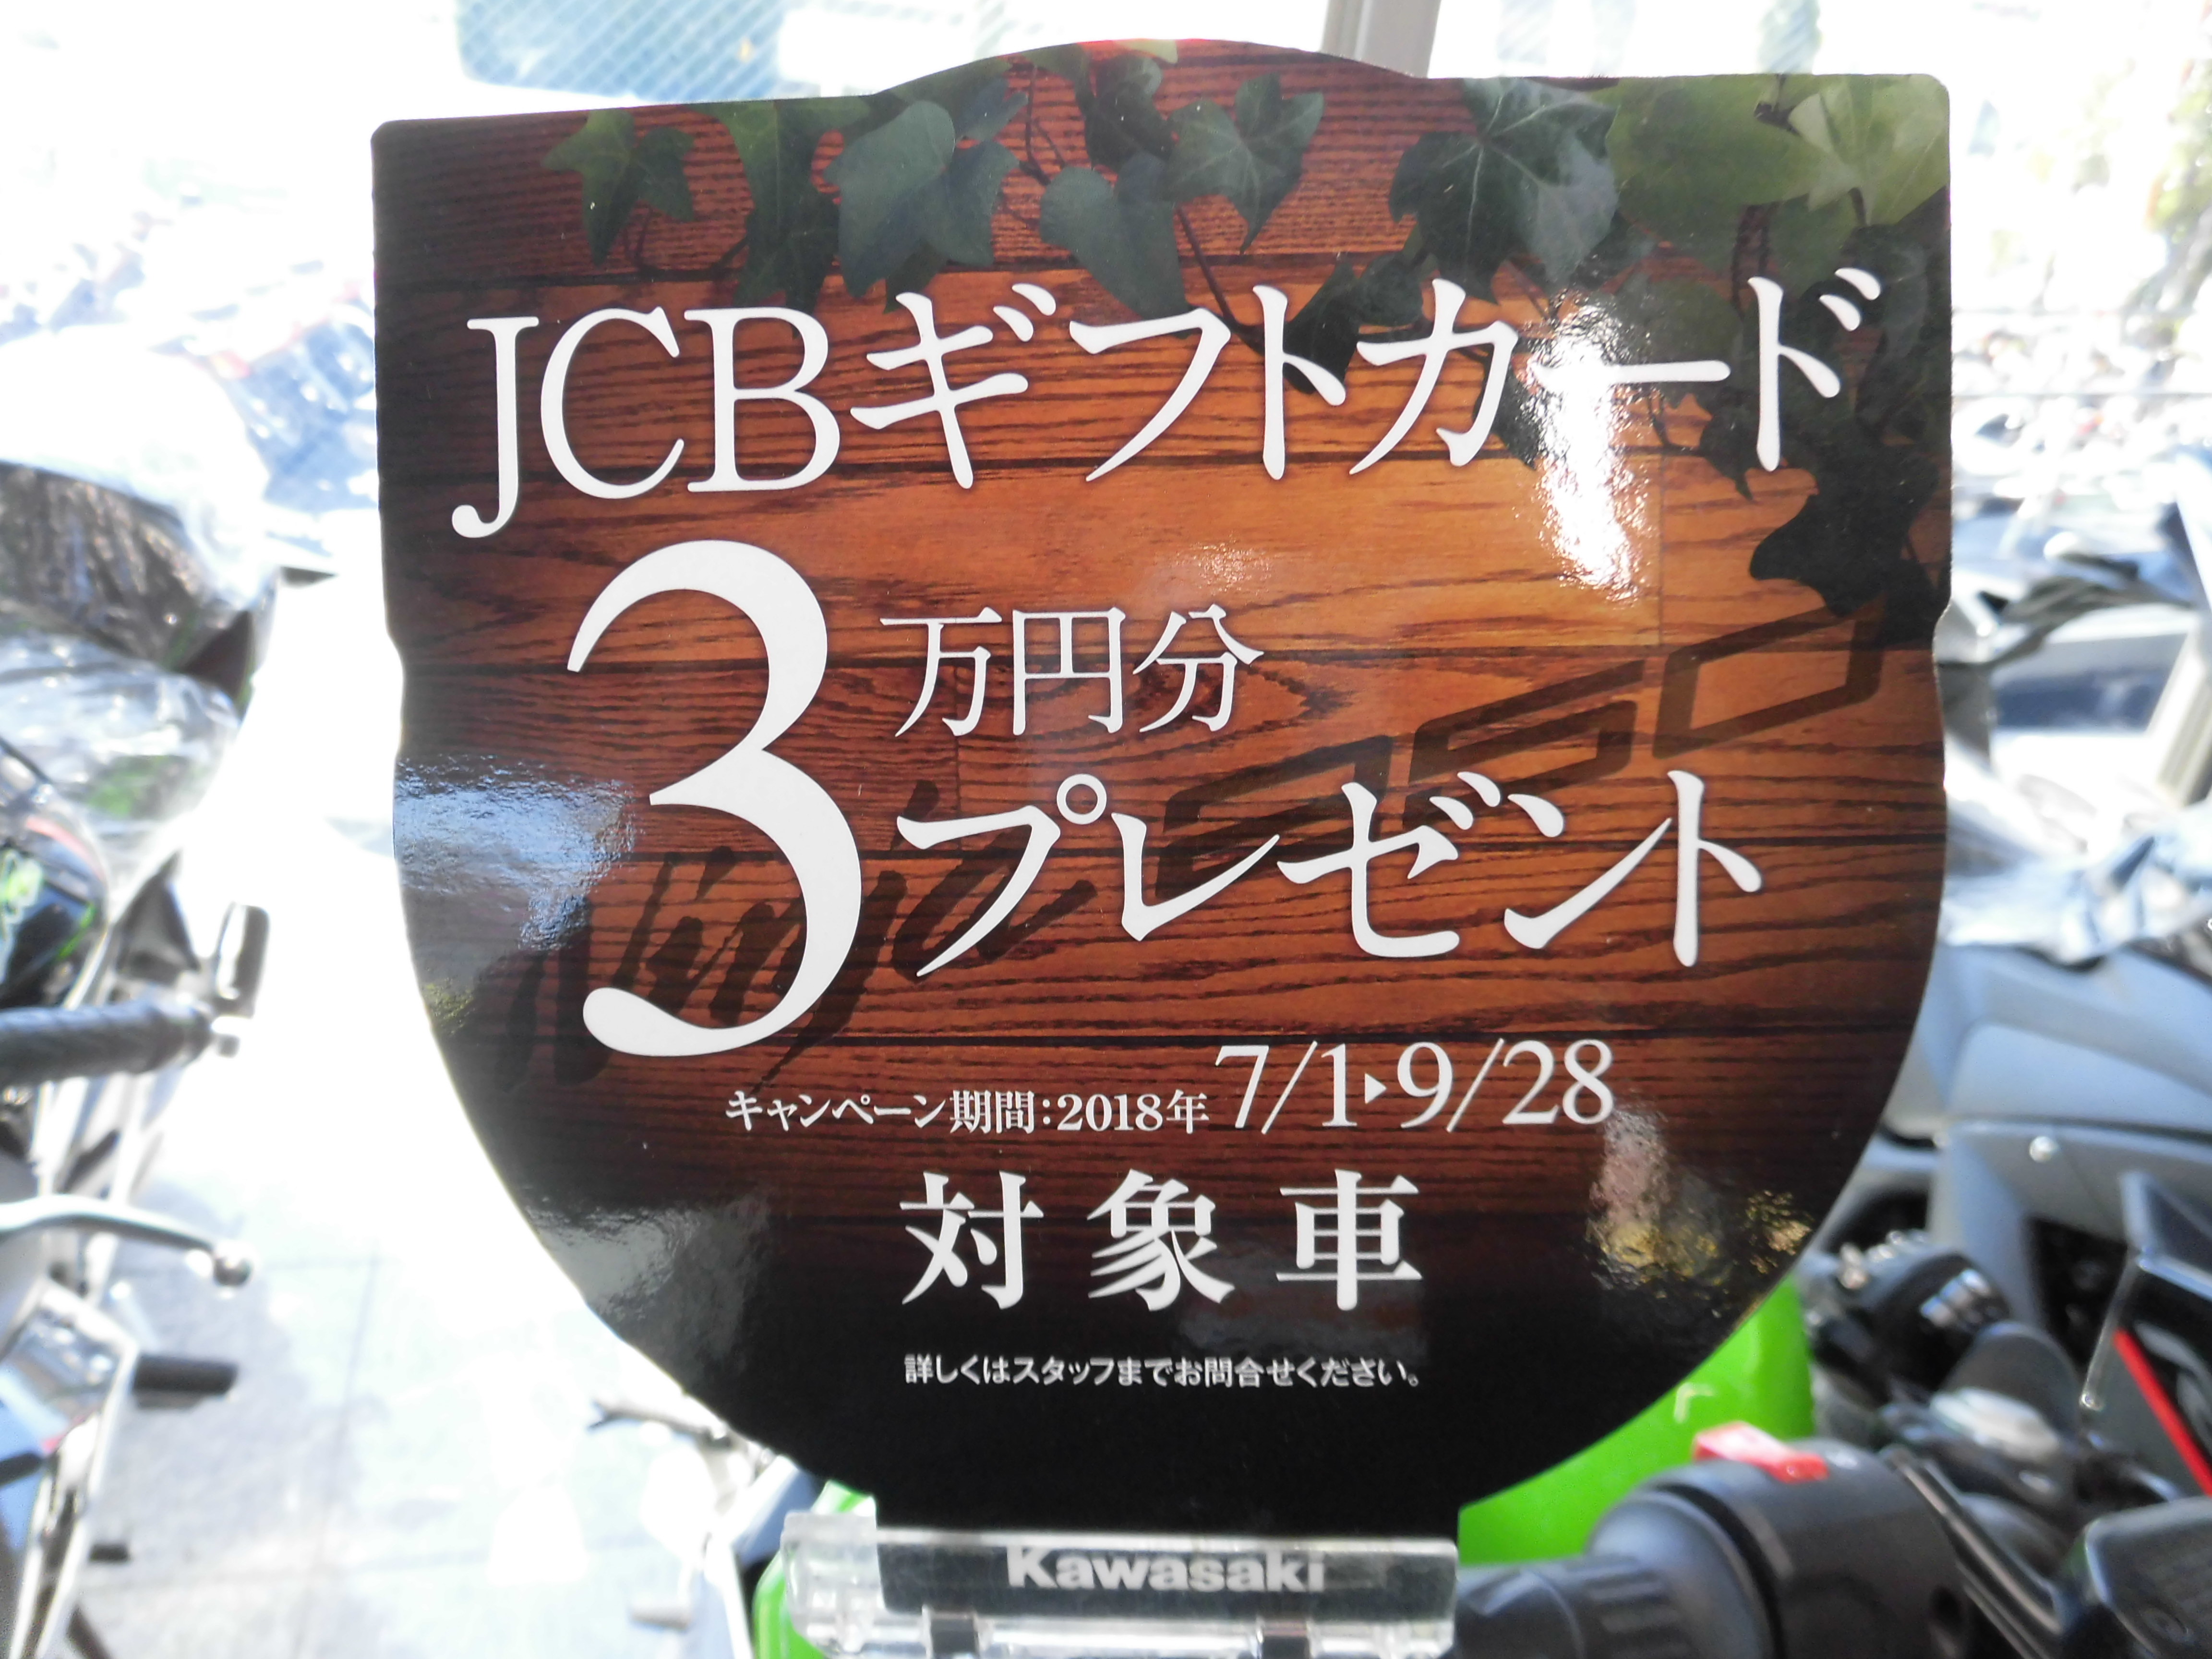 JCBギフトカード
3万円分
プレゼント
Ninja 650
キャンペーン期間：2018年 7/1▶9/28
対象車
詳しくはスタッフまでお問合せください。
Kawasaki